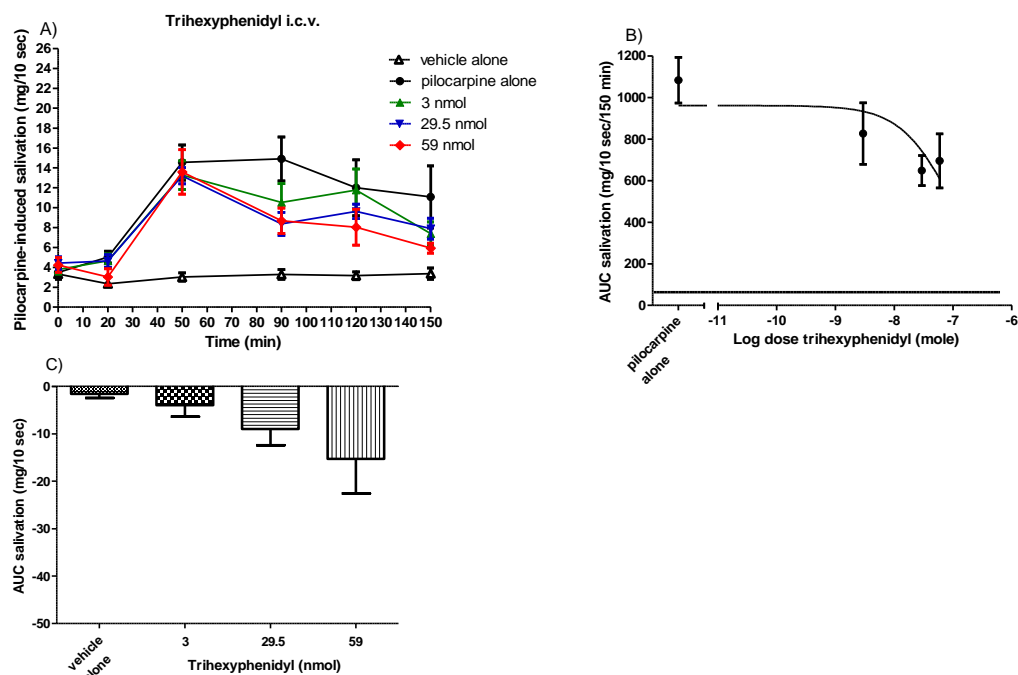 A)
Trihexyphenidyl i.c.v.
Pilocarpine-induced salivation (mg/10 sec)
26
24
22
20
18
16
14
12
10
8
6
4
2
0
0 10 20 30 40 50 60 70 80 90 100 110 120 130 140 150
Time (min)
vehicle alone
pilocarpine alone
3 nmol
29.5 nmol
59 nmol
B)
AUC salivation (mg/10 sec/150 min)
1200
1000
800
600
400
200
0
pilocarpine
alone
-11 -10 -9 -8 -7 -6
Log dose trihexyphenidyl (mole)
C)
AUC salivation (mg/10 sec)
0
-10
-20
-30
-40
-50
vehicle
lone
3 29.5 59
Trihexyphenidyl (nmol)